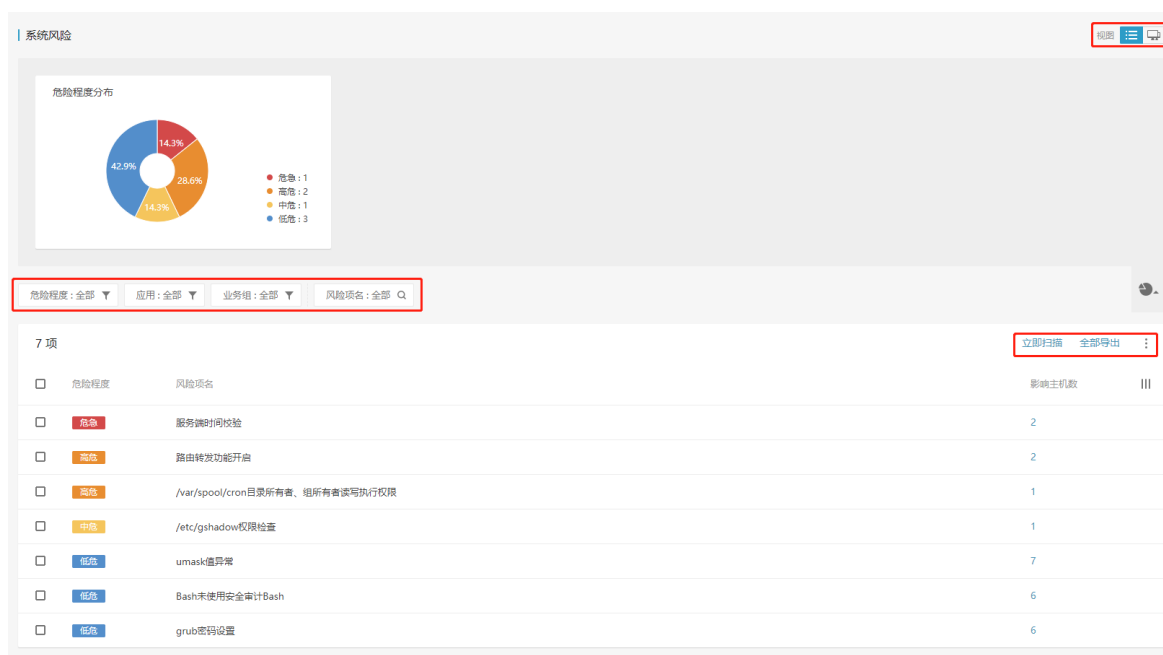 系统风险
视图
危险程度分布
14.3%
42.9%
28.6%
14.3%
危急 : 1
高危 : 2
中危 : 1
低危 : 3
危险程度 : 全部 应用 : 全部 业务组 : 全部 风险项名 : 全部
7 项 立即扫描 全部导出
危险程度 风险项名 影响主机数
危急 服务端时间校验 2
高危 路由转发功能开启 2
高危 /var/spool/cron目录所有者、组所有者读写执行权限 1
中危 /etc/gshadow权限检查 1
低危 umask值异常 7
低危 Bash未使用安全审计Bash 6
低危 grub密码设置 6